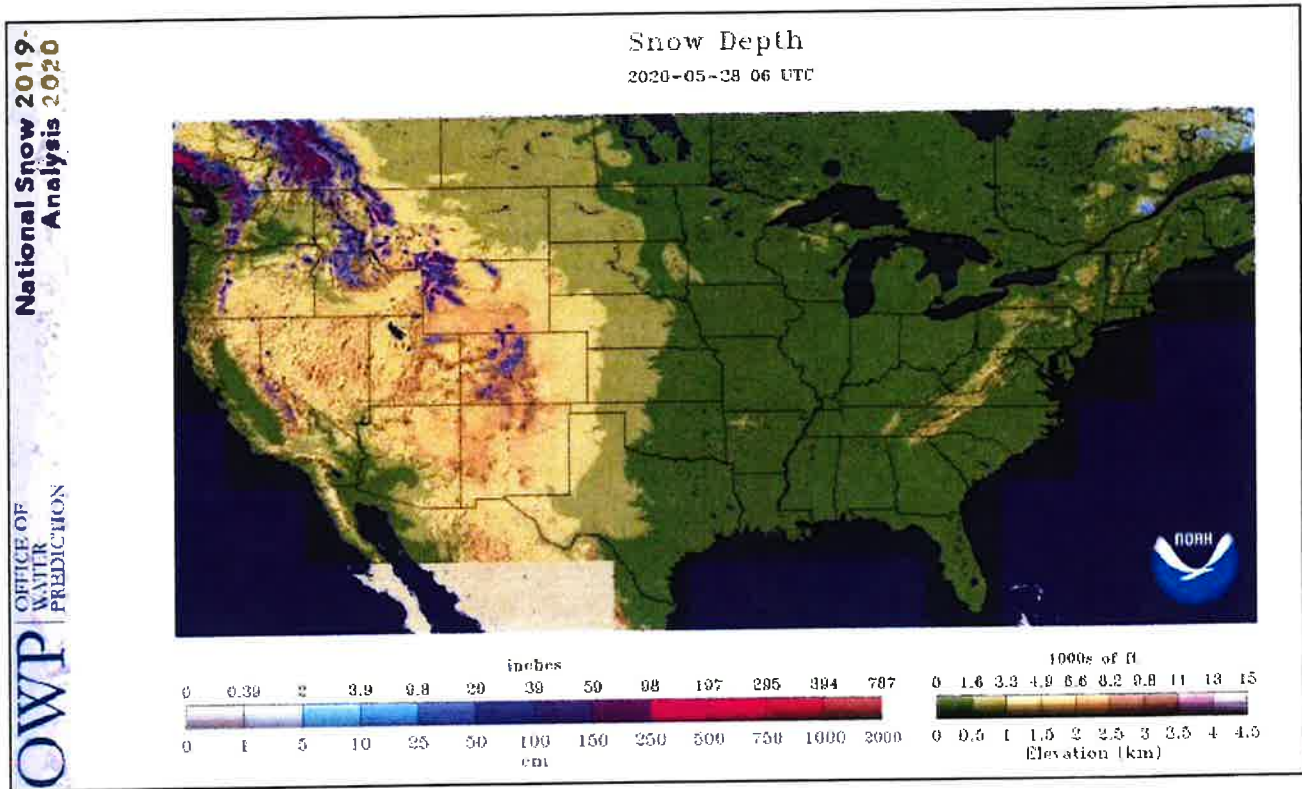 National Snow 2019-
Analysis 2020
OWP
OFFICE OF
WATER
PREDICTION
Snow Depth
2020-05-28 06 UTC
NOAA
inches
0 0.39 2 3.9 9.8 20 39 59 98 197 295 394 787
0 1 5 10 25 50 100 150 250 500 750 1000 2000
cm
1000s of ft
0 1.6 3.3 4.9 6.6 8.2 9.8 11 13 15
0 0.5 1 1.5 2 2.5 3 3.5 4 4.5
Elevation (km)